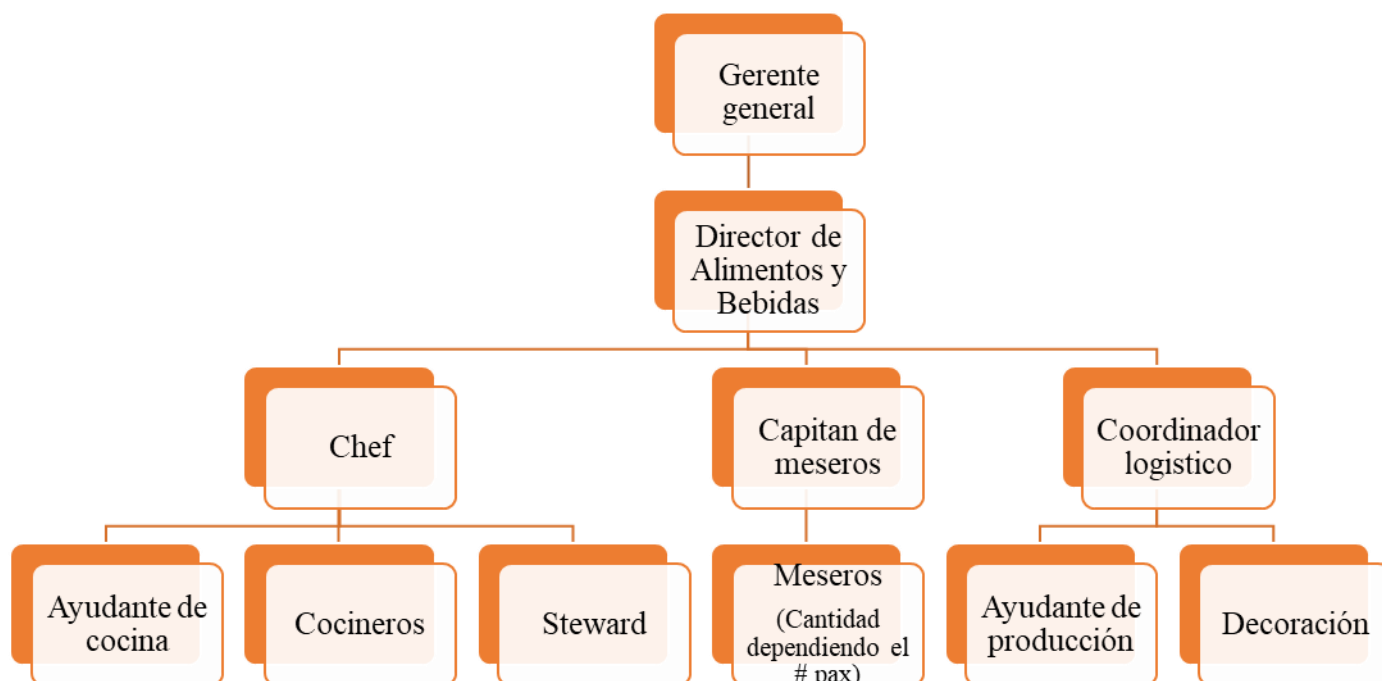 Gerente
general
Director de
Alimentos y
Bebidas
Chef
Capitan de
meseros
Coordinador
logistico
Ayudante de
cocina
Cocineros
Steward
Meseros
(Cantidad
dependiendo el
# pax)
Ayudante de
producción
Decoración